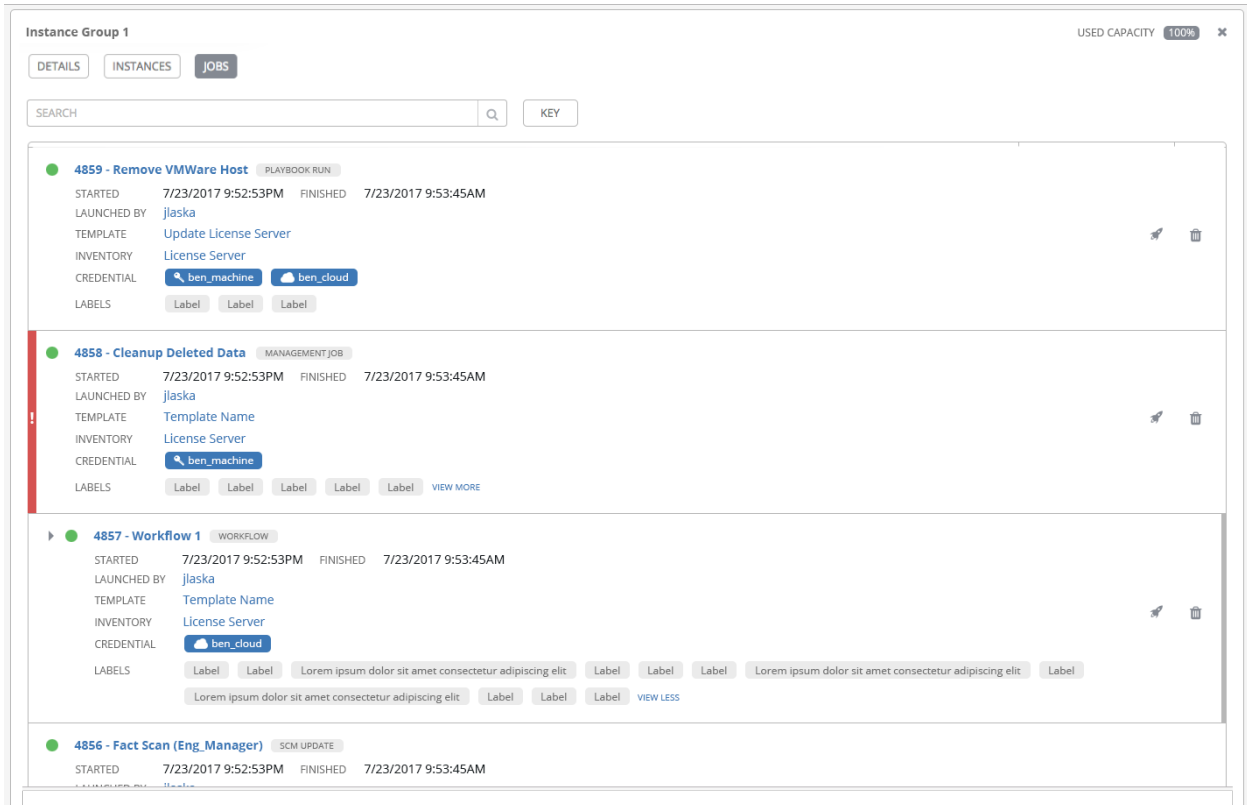 Instance Group 1 USED CAPACITY 100%
DETAILS INSTANCES JOBS
SEARCH KEY
4859 - Remove VMWare Host PLAYBOOK RUN
STARTED 7/23/2017 9:52:53PM FINISHED 7/23/2017 9:53:45AM
LAUNCHED BY jlaska
TEMPLATE Update License Server
INVENTORY License Server
CREDENTIAL ben_machine ben_cloud
LABELS Label Label Label
4858 - Cleanup Deleted Data MANAGEMENT JOB
STARTED 7/23/2017 9:52:53PM FINISHED 7/23/2017 9:53:45AM
LAUNCHED BY jlaska
TEMPLATE Template Name
!
INVENTORY License Server
CREDENTIAL ben_machine
LABELS Label Label Label Label Label VIEW MORE
4857 - Workflow 1 WORKFLOW
STARTED 7/23/2017 9:52:53PM FINISHED 7/23/2017 9:53:45AM
LAUNCHED BY jlaska
TEMPLATE Template Name
INVENTORY License Server
CREDENTIAL ben_cloud
LABELS Label Label Lorem ipsum dolor sit amet consectetur adipiscing elit Label Label Label Lorem ipsum dolor sit amet consectetur adipiscing elit Label
Lorem ipsum dolor sit amet consectetur adipiscing elit Label Label Label VIEW LESS
4856 - Fact Scan (Eng_Manager) SCM UPDATE
STARTED 7/23/2017 9:52:53PM FINISHED 7/23/2017 9:53:45AM